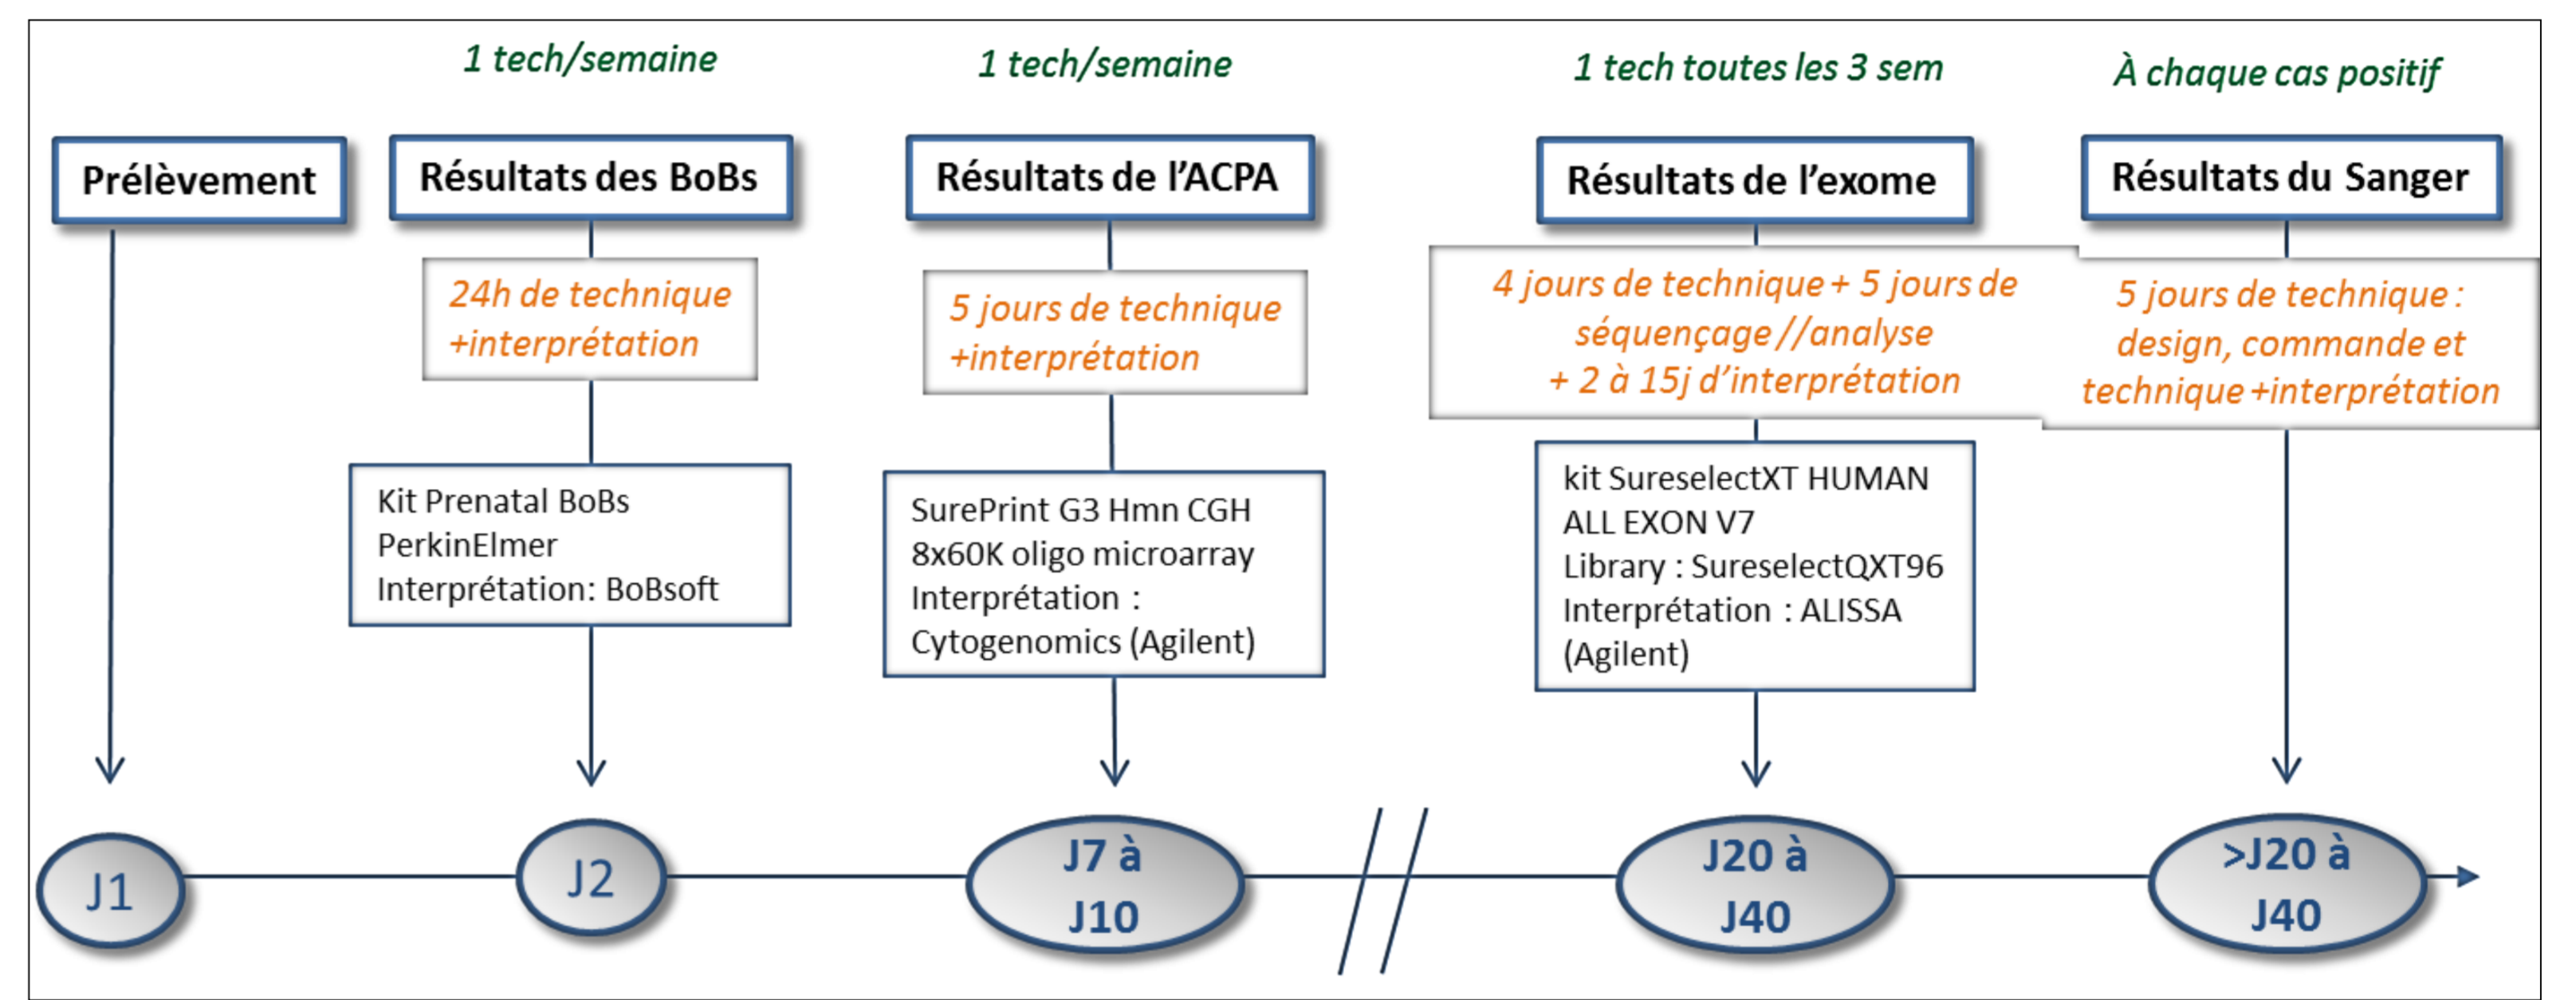 1 tech/semaine
1 tech/semaine
1 tech toutes les 3 sem
À chaque cas positif
Prélèvement
Résultats des BoBs
Résultats de l’ACPA
Résultats de l’exome
Résultats du Sanger
24h de technique
+interprétation
5 jours de technique
+interprétation
4 jours de technique + 5 jours de
séquençage //analyse
+ 2 à 15j d’interprétation
5 jours de technique :
design, commande et
technique +interprétation
Kit Prenatal BoBs
PerkinElmer
Interprétation: BoBsoft
SurePrint G3 Hmn CGH
8x60K oligo microarray
Interprétation :
Cytogenomics (Agilent)
kit SureselectXT HUMAN
ALL EXON V7
Library : SureselectQXT96
Interprétation : ALISSA
(Agilent)
J1
J2
J7 à
J10
J20 à
J40
>J20 à
J40